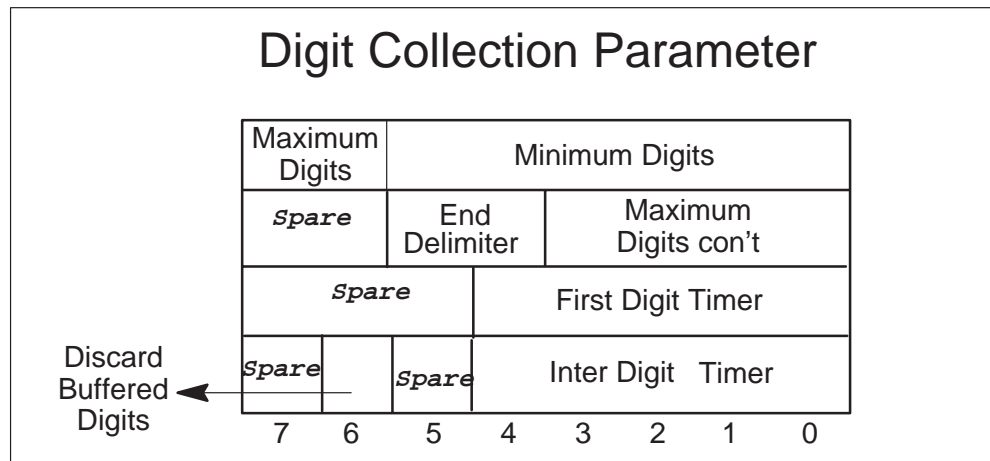 Digit Collection Parameter
Maximum
Digits
Minimum Digits
Spare
End
Delimiter
Maximum
Digits con't
Spare
First Digit Timer
Discard
Buffered
Digits
Spare
Spare
Inter Digit Timer
7 6 5 4 3 2 1 0